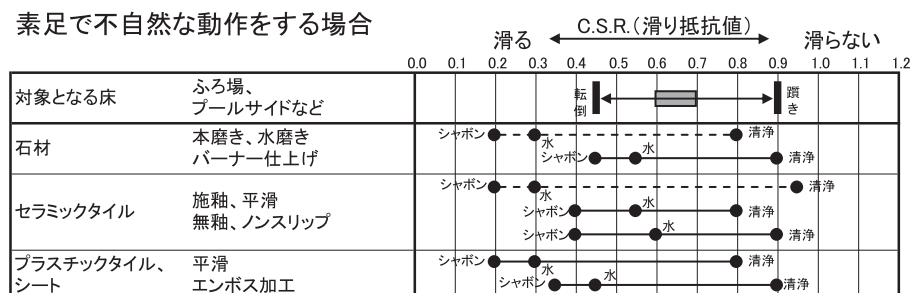 素足で不自然な動作をする場合
滑る C.S.R.(滑り抵抗値) 滑らない
0.0 0.1 0.2 0.3 0.4 0.5 0.6 0.7 0.8 0.9 1.0 1.1 1.2
対象となる床 ふろ場、
プールサイドなど
転倒
躓き
石材 本磨き、水磨き
バーナー仕上げ
シャボン 水 清浄
シャボン 水 清浄
セラミックタイル 施釉、平滑
無釉、ノンスリップ
シャボン 水 清浄
シャボン 水 清浄
シャボン 水 清浄
プラスチックタイル、
シート
平滑
エンボス加工
シャボン 水 清浄
シャボン 水 清浄